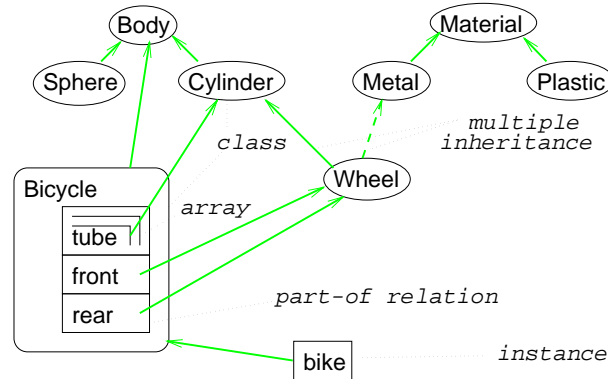 Body
Material
Sphere
Cylinder
Metal
Plastic
class
multiple
inheritance
Bicycle
Wheel
array
tube
front
rear
part-of relation
bike
instance